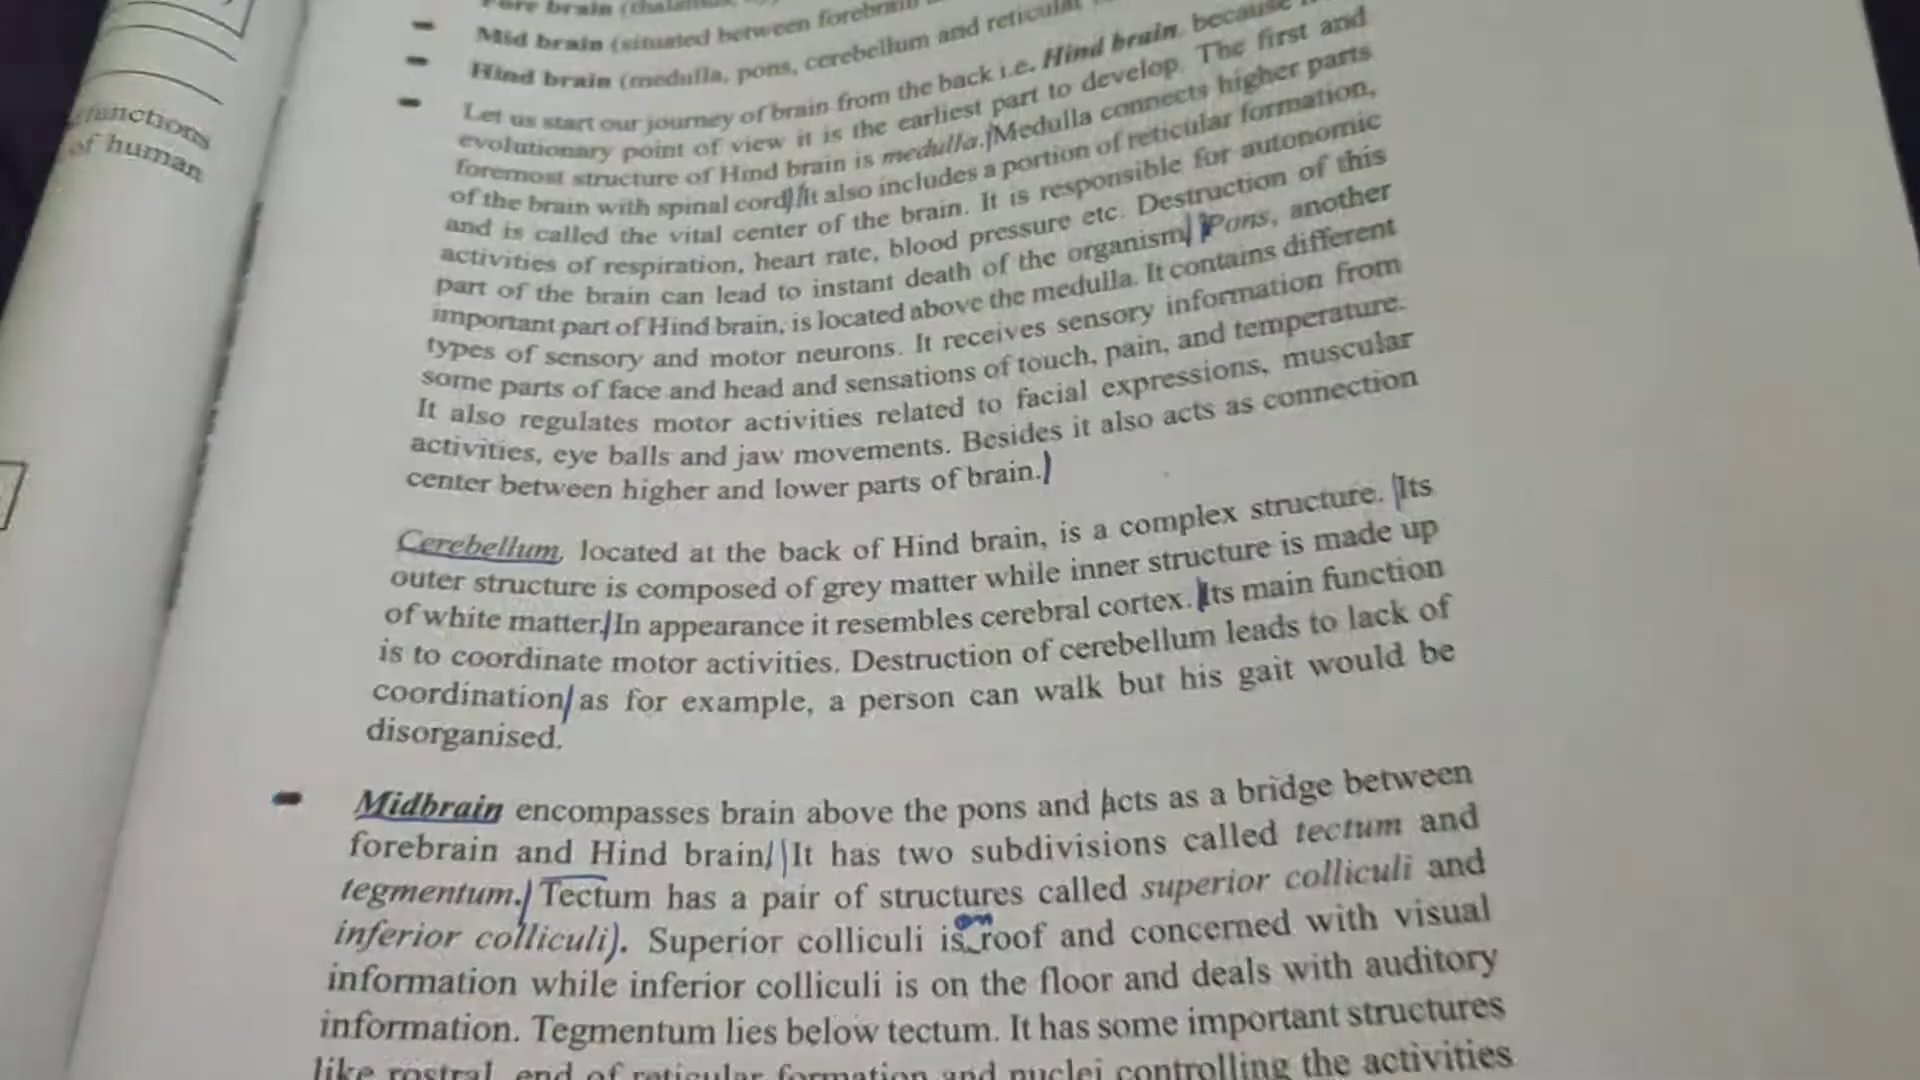 functions
of human
Fore brain
Mid brain (situated between forebrain
Hind brain (medulla, pons, cerebellum and reticular
Let us start our journey of brain from the back i.e. Hind brain, because
evolutionary point of view it is the earliest part to develop. The first and
foremost structure of Hind brain is medulla. Medulla connects higher parts
of the brain with spinal cord. It also includes a portion of reticular formation,
and is called the vital center of the brain. It is responsible for autonomic
activities of respiration, heart rate, blood pressure etc. Destruction of this
part of the brain can lead to instant death of the organism. Pons, another
important part of Hind brain, is located above the medulla. It contains different
types of sensory and motor neurons. It receives sensory information from
some parts of face and head and sensations of touch, pain, and temperature.
It also regulates motor activities related to facial expressions, muscular
activities, eye balls and jaw movements. Besides it also acts as connection
center between higher and lower parts of brain.
Cerebellum, located at the back of Hind brain, is a complex structure. Its
outer structure is composed of grey matter while inner structure is made up
of white matter. In appearance it resembles cerebral cortex. Its main function
is to coordinate motor activities. Destruction of cerebellum leads to lack of
coordination as for example, a person can walk but his gait would be
disorganised.
Midbrain encompasses brain above the pons and acts as a bridge between
forebrain and Hind brain. It has two subdivisions called tectum and
tegmentum. Tectum has a pair of structures called superior colliculi and
inferior colliculi). Superior colliculi is on roof and concerned with visual
information while inferior colliculi is on the floor and deals with auditory
information. Tegmentum lies below tectum. It has some important structures
like rostral end of reticular formation and nuclei controlling the activities